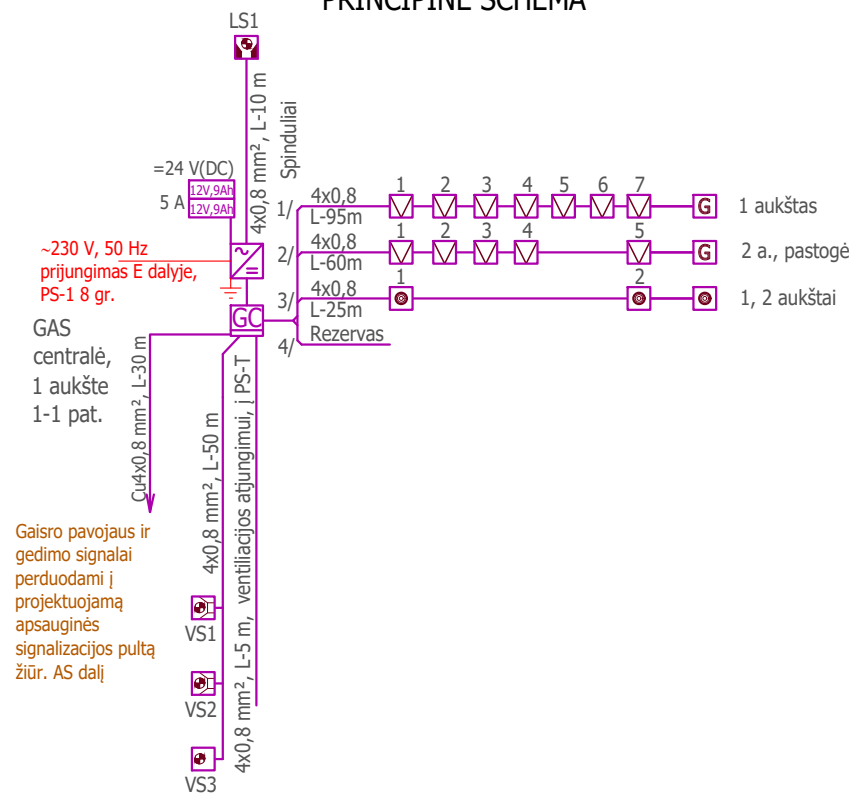 PRINCIPINĖ SCHEMA
LS1
4x0,8 mm², L-10 m
Spinduliai
=24 V(DC)
12V,9Ah
5 A
12V,9Ah
~230 V, 50 Hz
prijungimas E dalyje,
PS-1 8 gr.
GC
GAS
centralė,
1 aukšte
1-1 pat.
1/
4x0,8
L-95m
1 2 3 4 5 6 7
G
1 aukštas
2/
4x0,8
L-60m
1 2 3 4 5
G
2 a., pastogė
3/
4x0,8
L-25m
1 2
1, 2 aukštai
4/
Rezervas
Cu4x0,8 mm², L-30 m
4x0,8 mm², L-50 m
4x0,8 mm², L-5 m, ventiliacijos atjungimui, į PS-T
Gaisro pavojaus ir
gedimo signalai
perduodami į
projektuojamą
apsauginės
signalizacijos pultą
žiūr. AS dalį
VS1
VS2
VS3